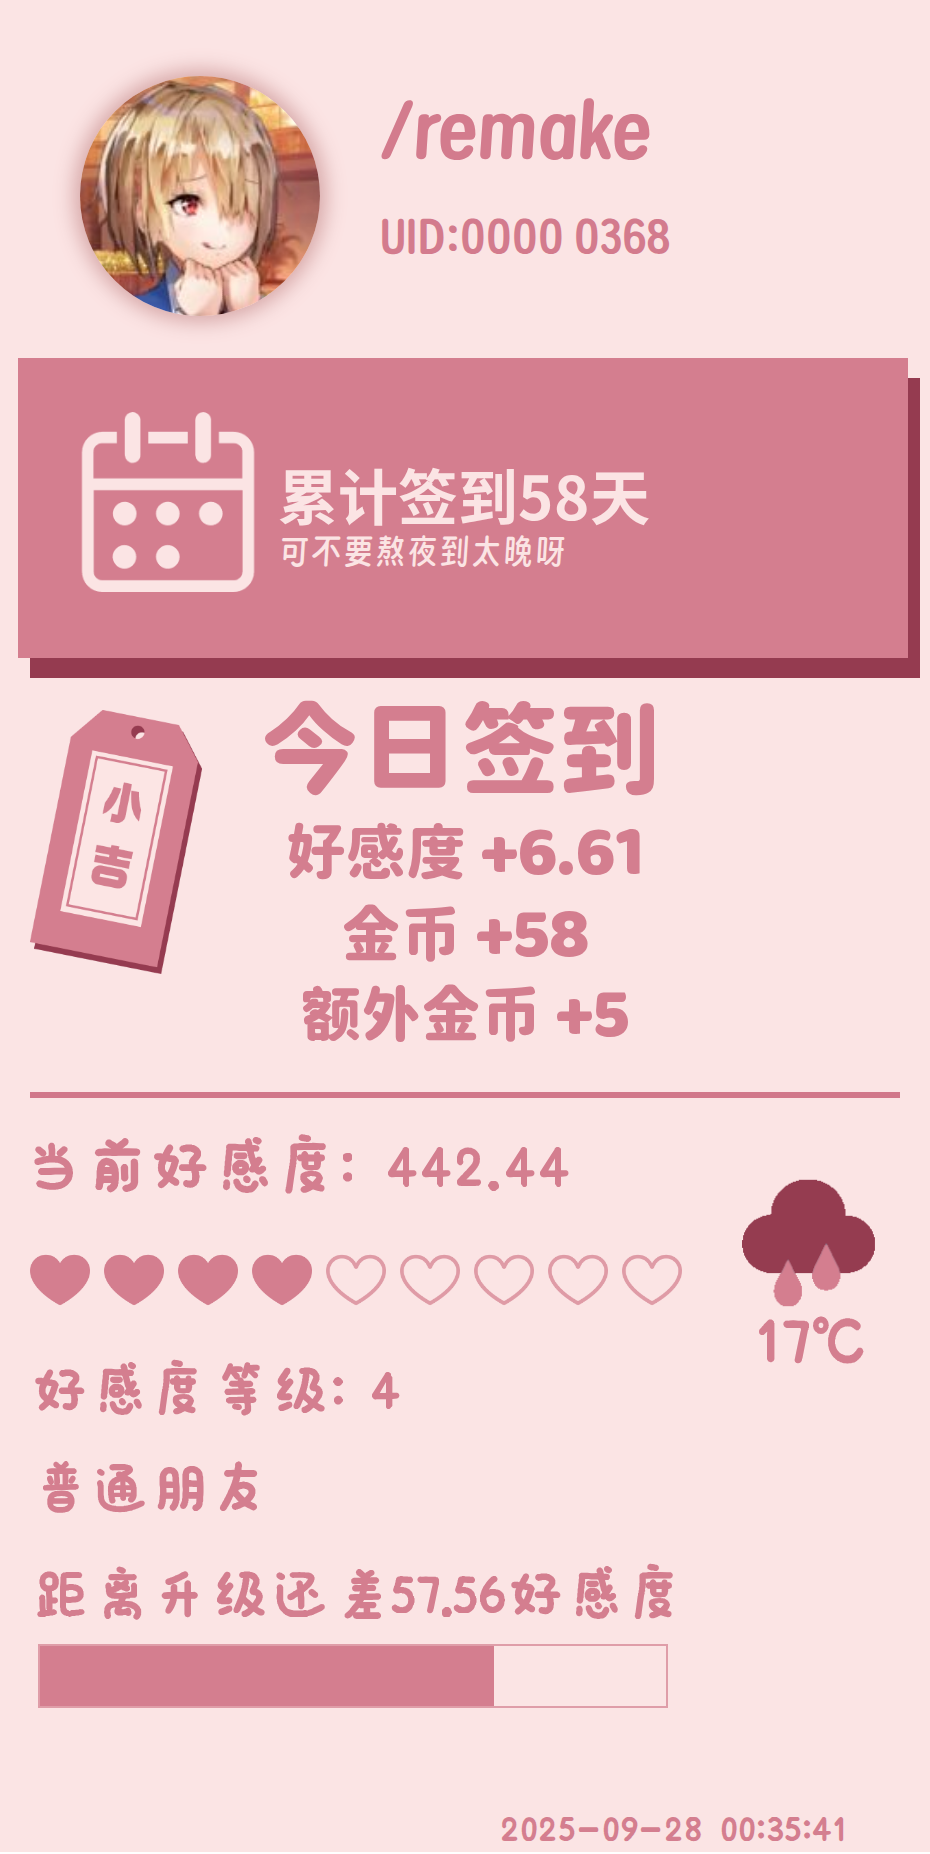 /remake
UID:0000 0368
累计签到58天
可不要熬夜到太晚呀
小
吉
今日签到
好感度 +6.61
金币 +58
额外金币 +5
当前好感度: 442.44
17℃
好感度等级: 4
普通朋友
距离升级还差57.56好感度
2025-09-28 00:35:41